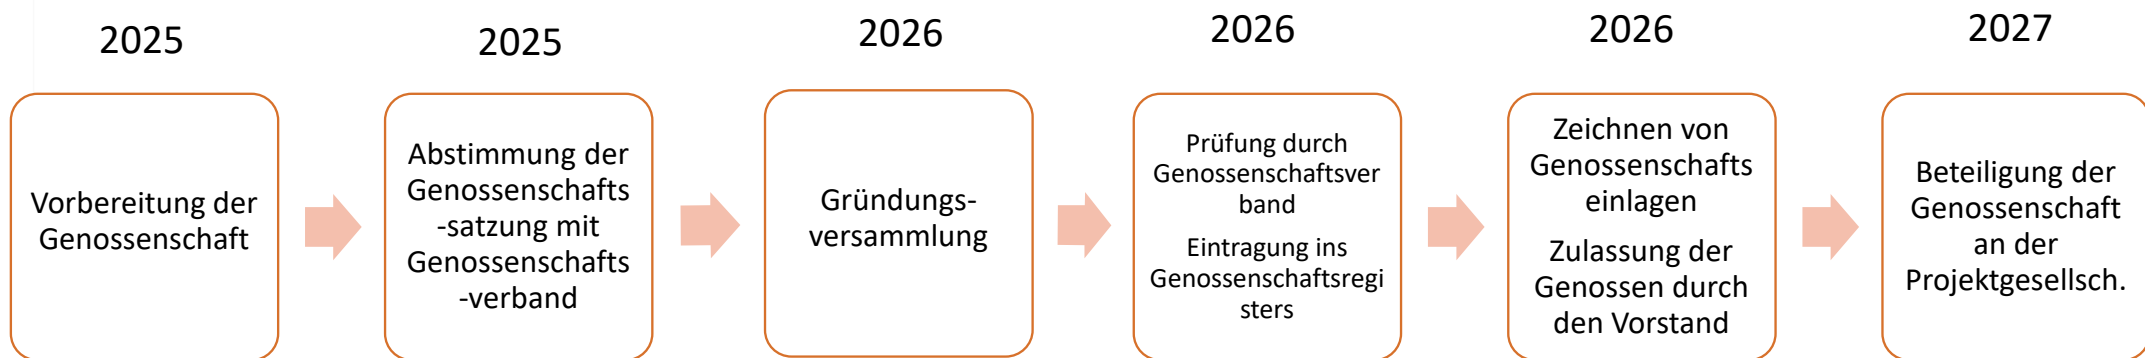 2025
Vorbereitung der
Genossenschaft
2025
Abstimmung der
Genossenschafts
-satzung mit
Genossenschafts
-verband
2026
Gründungs-
versammlung
2026
Prüfung durch
Genossenschaftsver
band
Eintragung ins
Genossenschaftsregi
sters
2026
Zeichnen von
Genossenschafts
einlagen
Zulassung der
Genossen durch
den Vorstand
2027
Beteiligung der
Genossenschaft
an der
Projektgesellsch.